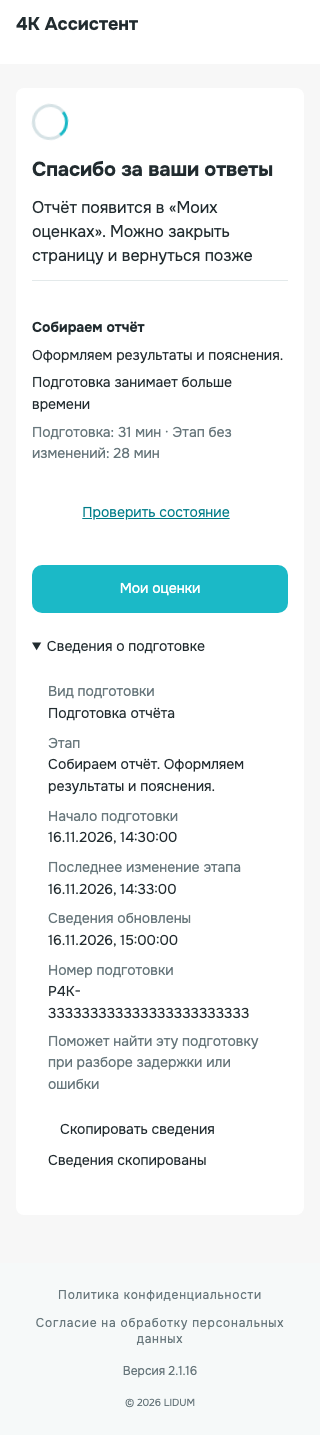 4К Ассистент
Спасибо за ваши ответы
Отчёт появится в «Моих
оценках». Можно закрыть
страницу и вернуться позже
Собираем отчёт
Оформляем результаты и пояснения.
Подготовка занимает больше
времени
Подготовка: 31 мин · Этап без
изменений: 28 мин
Проверить состояние
Мои оценки
▼ Сведения о подготовке
Вид подготовки
Подготовка отчёта
Этап
Собираем отчёт. Оформляем
результаты и пояснения.
Начало подготовки
16.11.2026, 14:30:00
Последнее изменение этапа
16.11.2026, 14:33:00
Сведения обновлены
16.11.2026, 15:00:00
Номер подготовки
P4K-
333333333333333333333333
Поможет найти эту подготовку
при разборе задержки или
ошибки
Скопировать сведения
Сведения скопированы
Политика конфиденциальности
Согласие на обработку персональных
данных
Версия 2.1.16
© 2026 LIDUM